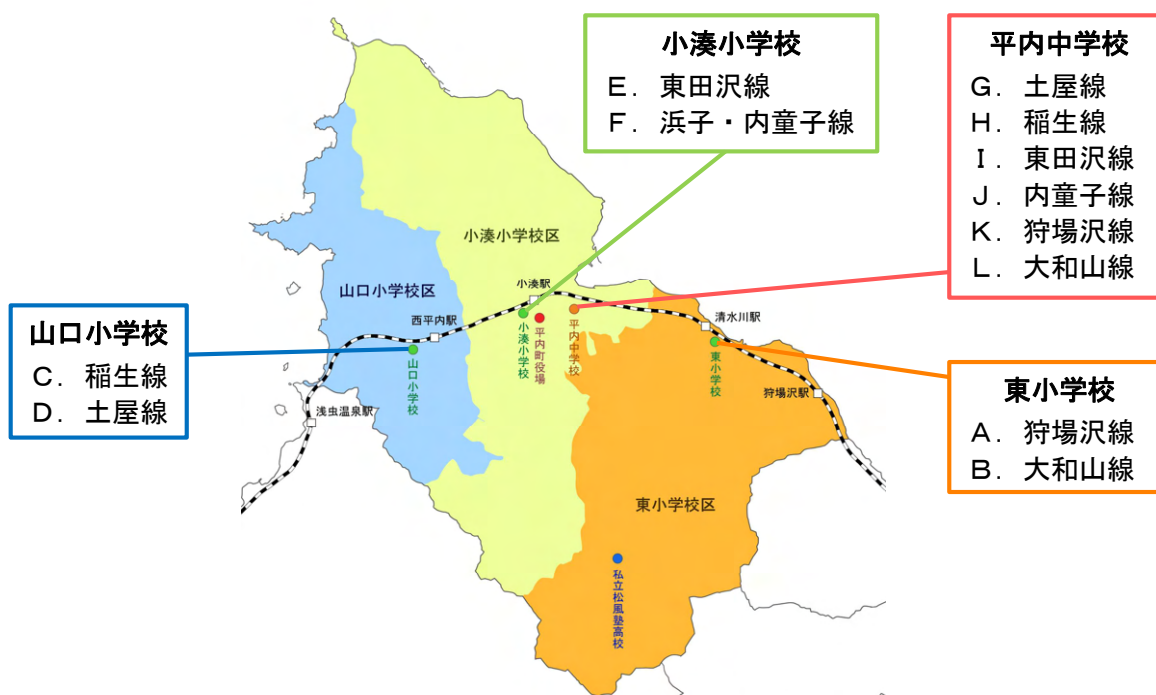 小湊小学校
E．東田沢線
F．浜子・内童子線
平内中学校
G．土屋線
H．稲生線
I．東田沢線
J．内童子線
K．狩場沢線
L．大和山線
山口小学校
C．稲生線
D．土屋線
東小学校
A．狩場沢線
B．大和山線
小湊小学校区
山口小学校区
東小学校区
小湊駅
西平内駅
清水川駅
浅虫温泉駅
狩場沢駅
山口小学校
小湊小学校
平内町役場
平内中学校
東小学校
私立松風塾高校